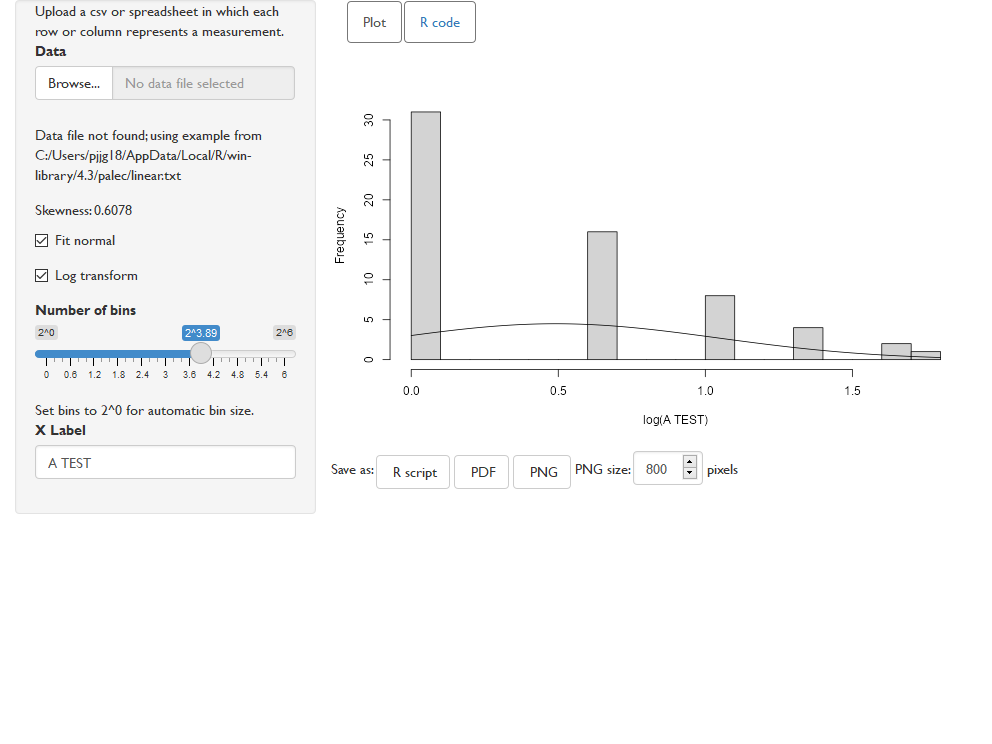 Upload a csv or spreadsheet in which each
row or column represents a measurement.
Data
Browse... No data file selected
Data file not found; using example from
C:/Users/pjjg18/AppData/Local/R/win-
library/4.3/palec/linear.txt
Skewness: 0.6078
Fit normal
Log transform
Number of bins
2^0 2^3.89 2^6
0 0.6 1.2 1.8 2.4 3 3.6 4.2 4.8 5.4 6
Set bins to 2^0 for automatic bin size.
X Label
A TEST
Plot R code
Frequency
30
25
20
15
10
5
0
0.0 0.5 1.0 1.5
log(A TEST)
Save as: R script PDF PNG PNG size: 800 pixels